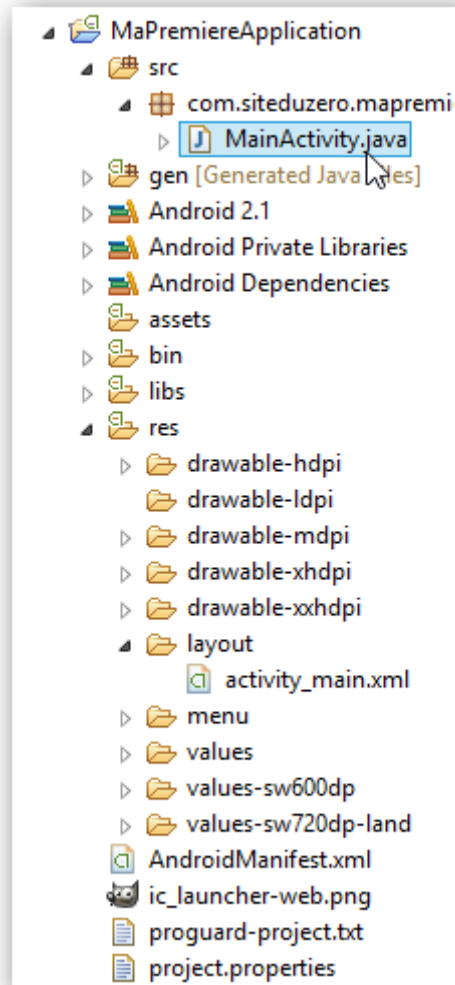 MaPremiereApplication
src
com.siteduzero.mapremi
MainActivity.java
gen [Generated Java Files]
Android 2.1
Android Private Libraries
Android Dependencies
assets
bin
libs
res
drawable-hdpi
drawable-ldpi
drawable-mdpi
drawable-xhdpi
drawable-xxhdpi
layout
activity_main.xml
menu
values
values-sw600dp
values-sw720dp-land
AndroidManifest.xml
ic_launcher-web.png
proguard-project.txt
project.properties